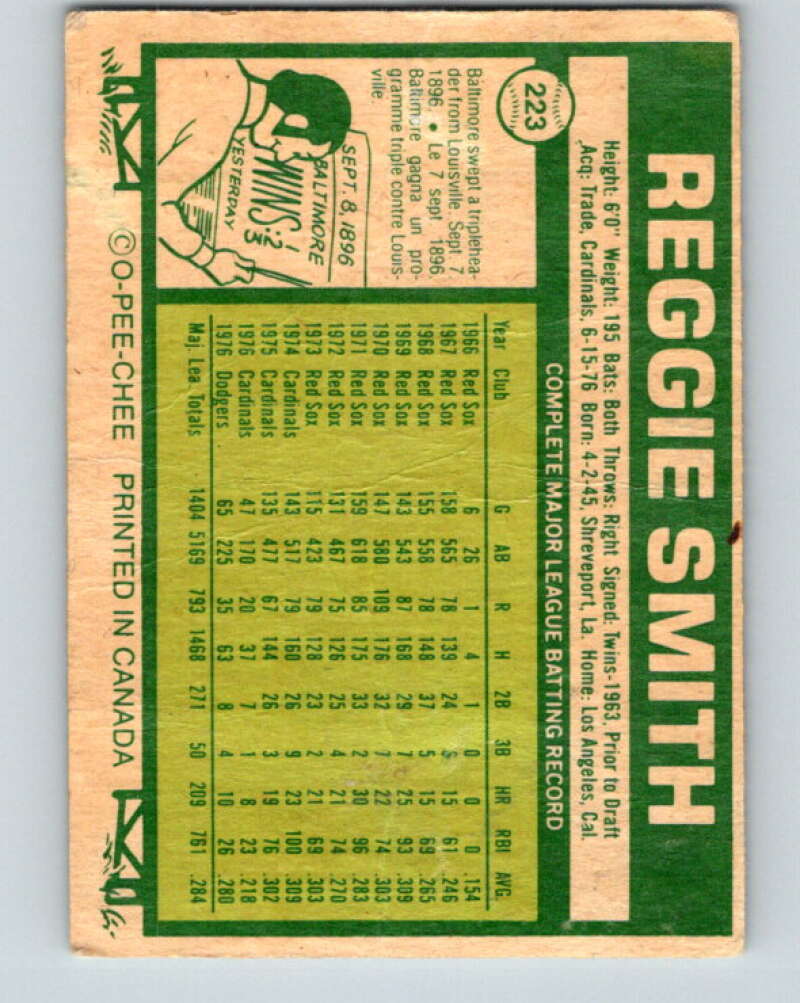 223
REGGIE SMITH
Height: 6'0" Weight: 195 Bats: Both Throws: Right Signed: Twins-1963, Prior to Draft
Acq: Trade, Cardinals, 6-15-76 Born: 4-2-45, Shreveport, La. Home: Los Angeles, Cal.
COMPLETE MAJOR LEAGUE BATTING RECORD
Year Club G AB R H 2B 3B HR RBI AVG.
1966 Red Sox 6 26 1 4 1 0 0 0 .154
1967 Red Sox 158 565 78 139 24 6 15 61 .246
1968 Red Sox 155 558 78 148 37 5 15 69 .265
1969 Red Sox 143 543 87 168 29 7 25 93 .309
1970 Red Sox 147 580 109 176 32 7 22 74 .303
1971 Red Sox 159 618 85 175 33 2 30 96 .283
1972 Red Sox 131 467 75 126 25 4 21 74 .270
1973 Red Sox 115 423 79 128 23 2 21 69 .303
1974 Cardinals 143 517 79 160 26 9 23 100 .309
1975 Cardinals 135 477 67 144 26 3 19 76 .302
1976 Cardinals 47 170 20 37 7 1 8 23 .218
1976 Dodgers 65 225 35 63 8 4 10 26 .280
Maj. Lea Totals 1404 5169 793 1468 271 50 209 761 .284
Baltimore swept a triplehea-
der from Louisville. Sept 7
1896. • Le 7 sept 1896
Baltimore gagna un pro-
gramme triple contre Louis-
ville.
SEPT. 8, 1896
BALTIMORE
WINS: 1
2
3
YESTERDAY
©O-PEE-CHEE PRINTED IN CANADA